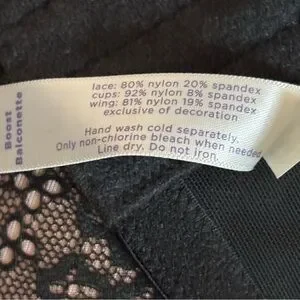 Boost
Balconette
lace: 80% nylon 20% spandex
cups: 92% nylon 8% spandex
wing: 81% nylon 19% spandex
exclusive of decoration
Hand wash cold separately.
Only non-chlorine bleach when needed
Line dry. Do not iron.